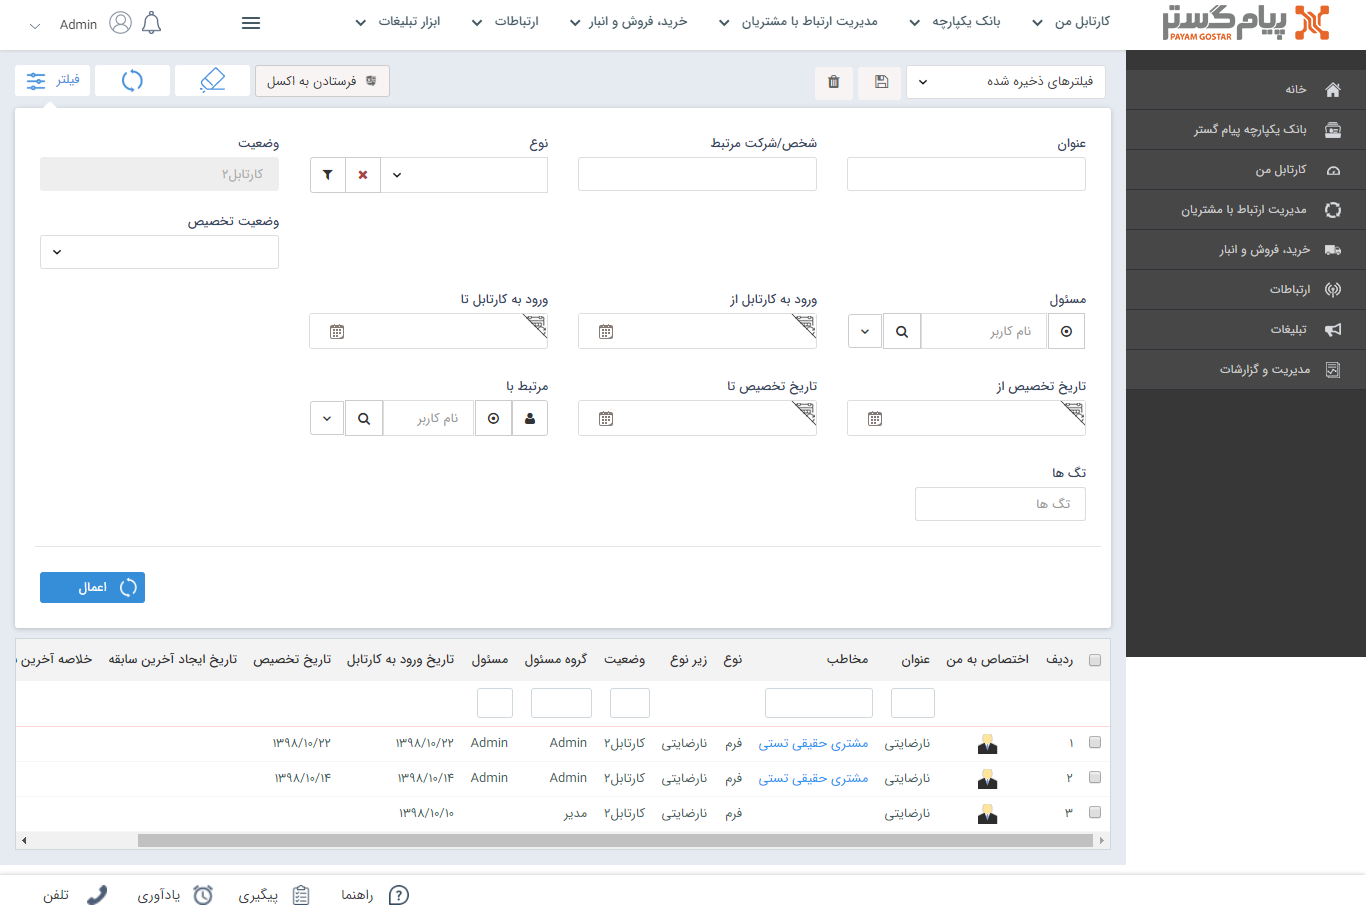 پیام گستر
PAYAM GOSTAR
کارتابل من
بانک یکپارچه
مدیریت ارتباط با مشتریان
خرید، فروش و انبار
ارتباطات
ابزار تبلیغات
Admin
خانه
بانک یکپارچه پیام گستر
کارتابل من
مدیریت ارتباط با مشتریان
خرید، فروش و انبار
ارتباطات
تبلیغات
مدیریت و گزارشات
فیلترهای ذخیره شده
فرستادن به اکسل
فیلتر
عنوان
شخص/شرکت مرتبط
نوع
وضعیت
کارتابل۲
وضعیت تخصیص
مسئول
ورود به کارتابل از
ورود به کارتابل تا
نام کاربر
تاریخ تخصیص از
تاریخ تخصیص تا
مرتبط با
نام کاربر
تگ ها
تگ ها
اعمال
ردیف اختصاص به من عنوان مخاطب نوع زیر نوع وضعیت گروه مسئول مسئول تاریخ ورود به کارتابل تاریخ تخصیص تاریخ ایجاد آخرین سابقه خلاصه آخرین
۱ نارضایتی مشتری حقیقی تستی فرم نارضایتی کارتابل۲ Admin Admin ۱۳۹۸/۱۰/۲۲ ۱۳۹۸/۱۰/۲۲
۲ نارضایتی مشتری حقیقی تستی فرم نارضایتی کارتابل۲ Admin Admin ۱۳۹۸/۱۰/۱۴ ۱۳۹۸/۱۰/۱۴
۳ نارضایتی فرم نارضایتی کارتابل۲ مدیر ۱۳۹۸/۱۰/۱۰
راهنما
پیگیری
یادآوری
تلفن